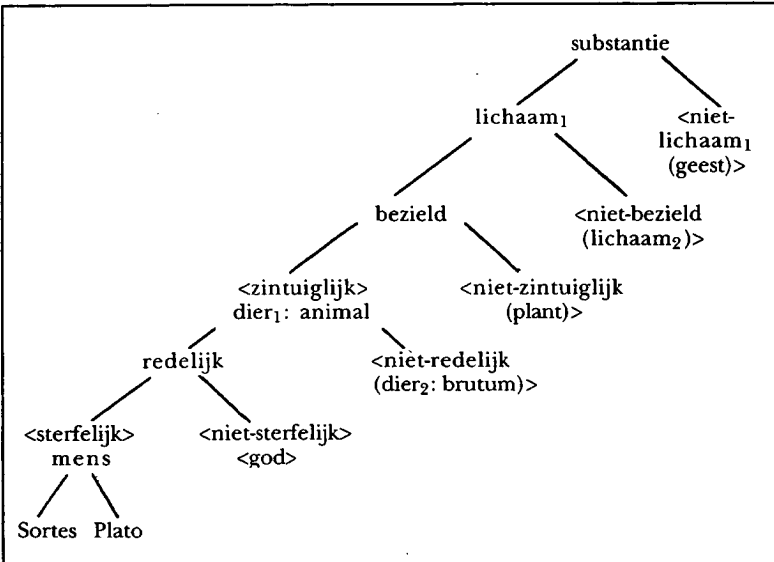 substantie
lichaam₁
<niet-
lichaam₁
(geest)>
bezield
<niet-bezield
(lichaam₂)>
<zintuiglijk>
dier₁: animal
<niet-zintuiglijk
(plant)>
redelijk
<niet-redelijk
(dier₂: brutum)>
<sterfelijk>
mens
<niet-sterfelijk>
<god>
Sortes Plato